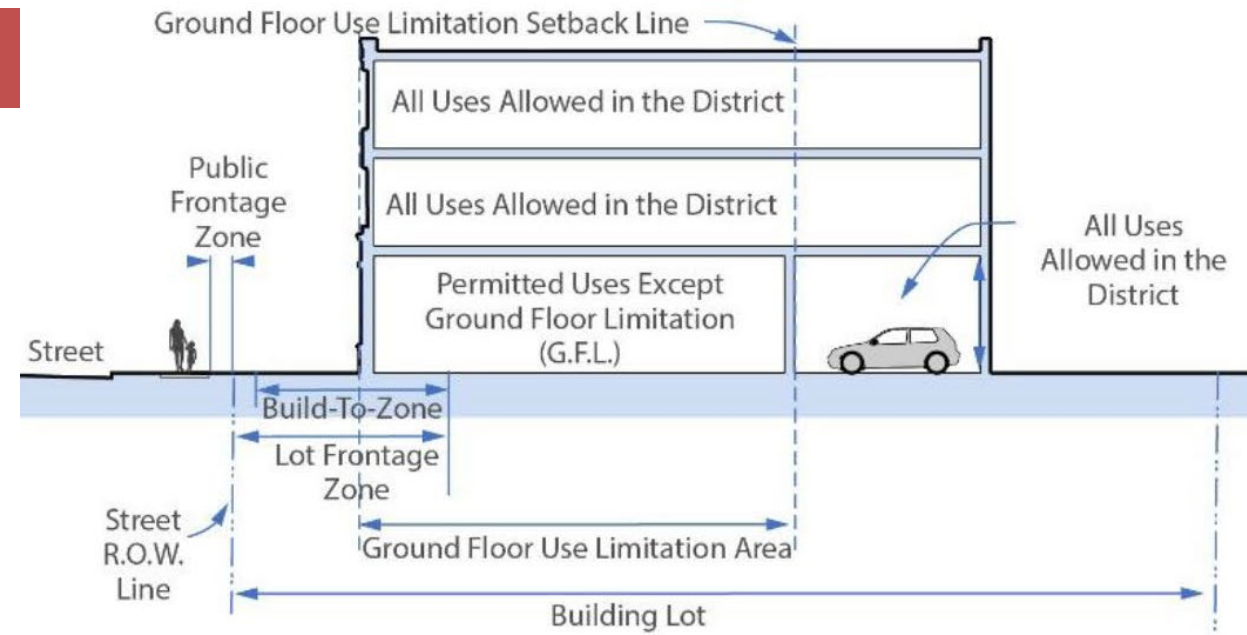 Ground Floor Use Limitation Setback Line
All Uses Allowed in the District
Public
Frontage
Zone
All Uses Allowed in the District
All Uses
Allowed in the
District
Permitted Uses Except
Ground Floor Limitation
(G.F.L.)
Street
Build-To-Zone
Lot Frontage
Zone
Street
R.O.W.
Line
Ground Floor Use Limitation Area
Building Lot